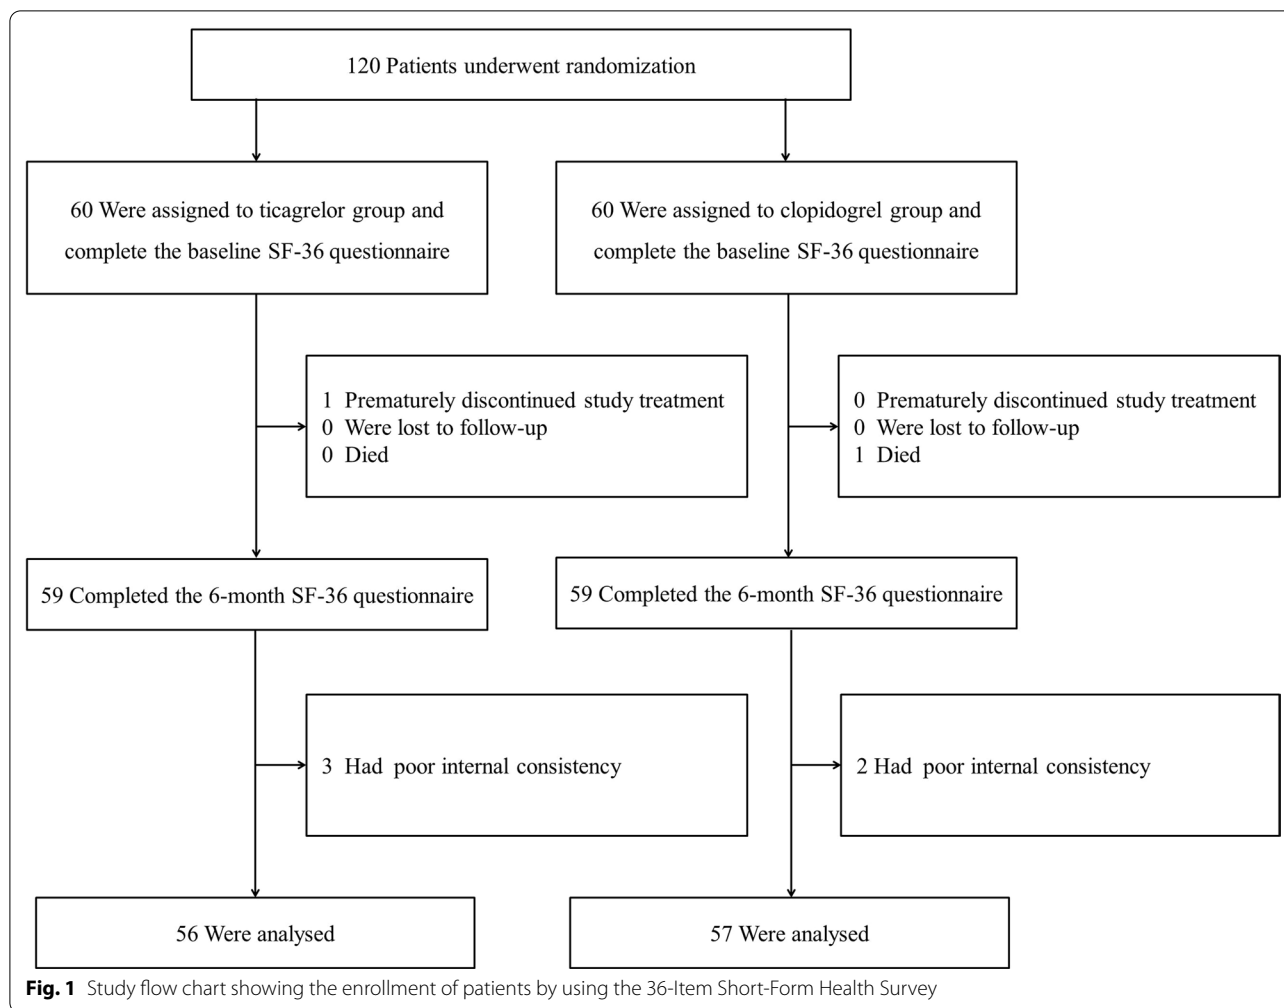 120 Patients underwent randomization
60 Were assigned to ticagrelor group and
complete the baseline SF-36 questionnaire
60 Were assigned to clopidogrel group and
complete the baseline SF-36 questionnaire
1 Prematurely discontinued study treatment
0 Were lost to follow-up
0 Died
0 Prematurely discontinued study treatment
0 Were lost to follow-up
1 Died
59 Completed the 6-month SF-36 questionnaire
59 Completed the 6-month SF-36 questionnaire
3 Had poor internal consistency
2 Had poor internal consistency
56 Were analysed
57 Were analysed
Fig. 1 Study flow chart showing the enrollment of patients by using the 36-Item Short-Form Health Survey